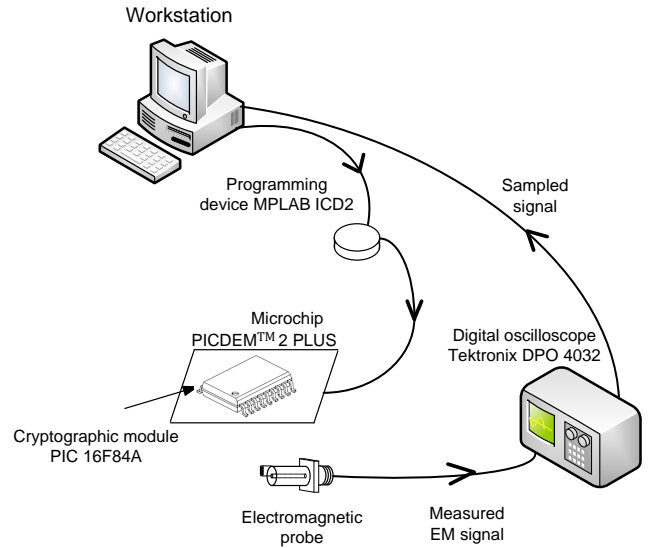 Workstation
Programming
device MPLAB ICD2
Sampled
signal
Microchip
PICDEM™ 2 PLUS
Digital oscilloscope
Tektronix DPO 4032
Cryptographic module
PIC 16F84A
Electromagnetic
probe
Measured
EM signal